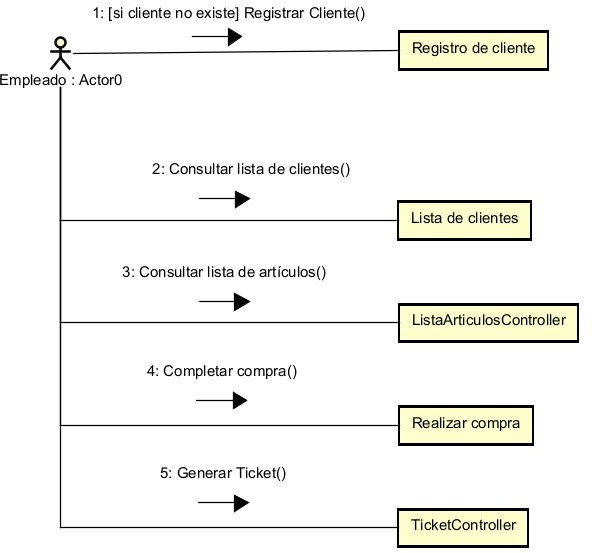 1: [si cliente no existe] Registrar Cliente()
Registro de cliente
Empleado : Actor0
2: Consultar lista de clientes()
Lista de clientes
3: Consultar lista de artículos()
ListaArticulosController
4: Completar compra()
Realizar compra
5: Generar Ticket()
TicketController